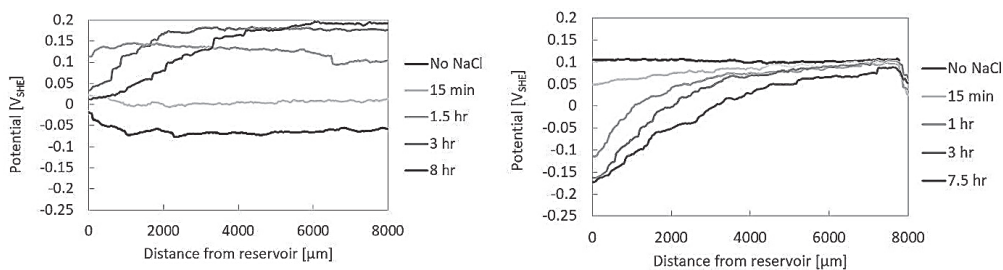 0.2
0.15
0.1
0.05
0
-0.05
-0.1
-0.15
-0.2
-0.25
Potential [V_SHE]
0 2000 4000 6000 8000
Distance from reservoir [µm]
No NaCl
15 min
1.5 hr
3 hr
8 hr
0.2
0.15
0.1
0.05
0
-0.05
-0.1
-0.15
-0.2
-0.25
Potential [V_SHE]
0 2000 4000 6000 8000
Distance from reservoir [µm]
No NaCl
15 min
1 hr
3 hr
7.5 hr